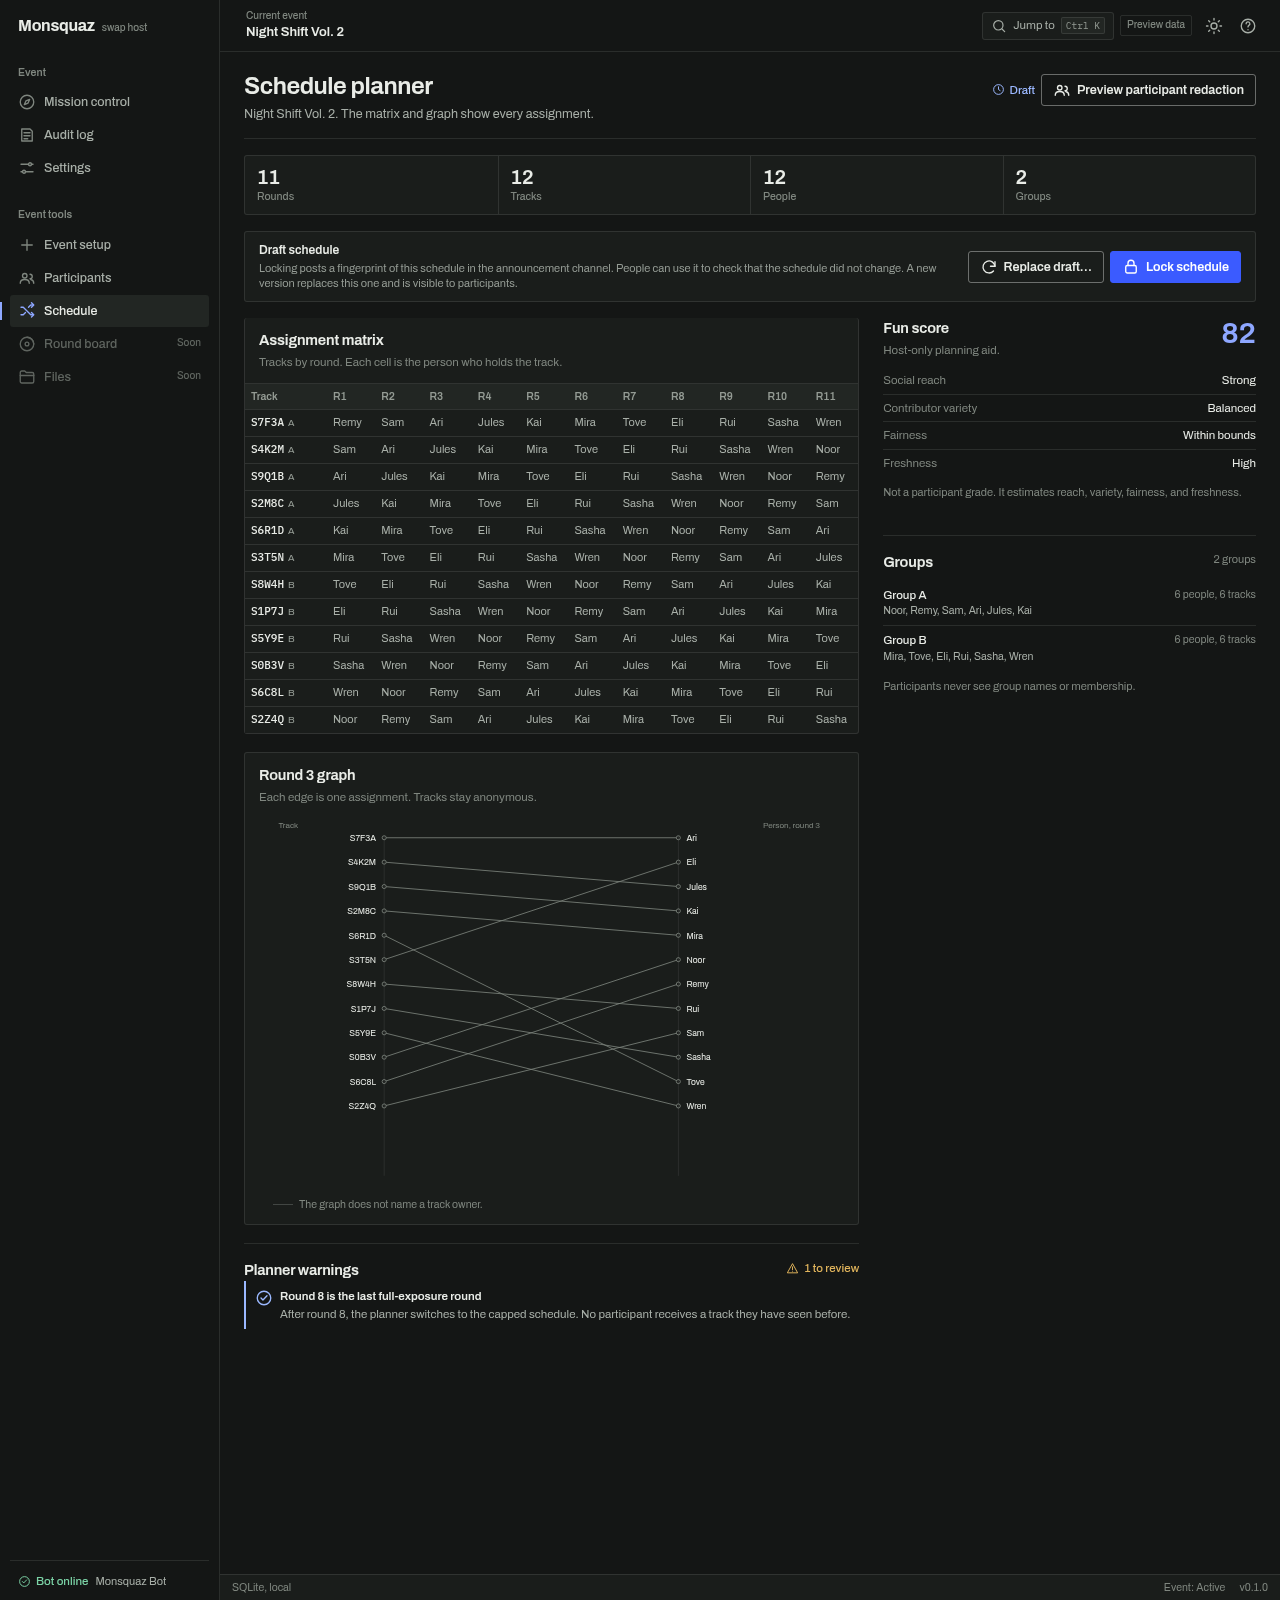 Monsquaz swap host
Event
Mission control
Audit log
Settings
Event tools
Event setup
Participants
Schedule
Round board Soon
Files Soon
Bot online Monsquaz Bot
Current event
Night Shift Vol. 2
Jump to Ctrl K
Preview data
Schedule planner
Night Shift Vol. 2. The matrix and graph show every assignment.
Draft
Preview participant redaction
11
Rounds
12
Tracks
12
People
2
Groups
Draft schedule
Locking posts a fingerprint of this schedule in the announcement channel. People can use it to check that the schedule did not change. A new
version replaces this one and is visible to participants.
Replace draft...
Lock schedule
Assignment matrix
Tracks by round. Each cell is the person who holds the track.
Track R1 R2 R3 R4 R5 R6 R7 R8 R9 R10 R11
S7F3A A Remy Sam Ari Jules Kai Mira Tove Eli Rui Sasha Wren
S4K2M A Sam Ari Jules Kai Mira Tove Eli Rui Sasha Wren Noor
S9Q1B A Ari Jules Kai Mira Tove Eli Rui Sasha Wren Noor Remy
S2M8C A Jules Kai Mira Tove Eli Rui Sasha Wren Noor Remy Sam
S6R1D A Kai Mira Tove Eli Rui Sasha Wren Noor Remy Sam Ari
S3T5N A Mira Tove Eli Rui Sasha Wren Noor Remy Sam Ari Jules
S8W4H B Tove Eli Rui Sasha Wren Noor Remy Sam Ari Jules Kai
S1P7J B Eli Rui Sasha Wren Noor Remy Sam Ari Jules Kai Mira
S5Y9E B Rui Sasha Wren Noor Remy Sam Ari Jules Kai Mira Tove
S0B3V B Sasha Wren Noor Remy Sam Ari Jules Kai Mira Tove Eli
S6C8L B Wren Noor Remy Sam Ari Jules Kai Mira Tove Eli Rui
S2Z4Q B Noor Remy Sam Ari Jules Kai Mira Tove Eli Rui Sasha
Fun score 82
Host-only planning aid.
Social reach Strong
Contributor variety Balanced
Fairness Within bounds
Freshness High
Not a participant grade. It estimates reach, variety, fairness, and freshness.
Groups 2 groups
Group A 6 people, 6 tracks
Noor, Remy, Sam, Ari, Jules, Kai
Group B 6 people, 6 tracks
Mira, Tove, Eli, Rui, Sasha, Wren
Participants never see group names or membership.
Round 3 graph
Each edge is one assignment. Tracks stay anonymous.
Track Person, round 3
S7F3A Ari
S4K2M Eli
S9Q1B Jules
S2M8C Kai
S6R1D Mira
S3T5N Noor
S8W4H Remy
S1P7J Rui
S5Y9E Sam
S0B3V Sasha
S6C8L Tove
S2Z4Q Wren
The graph does not name a track owner.
Planner warnings 1 to review
Round 8 is the last full-exposure round
After round 8, the planner switches to the capped schedule. No participant receives a track they have seen before.
SQLite, local Event: Active v0.1.0